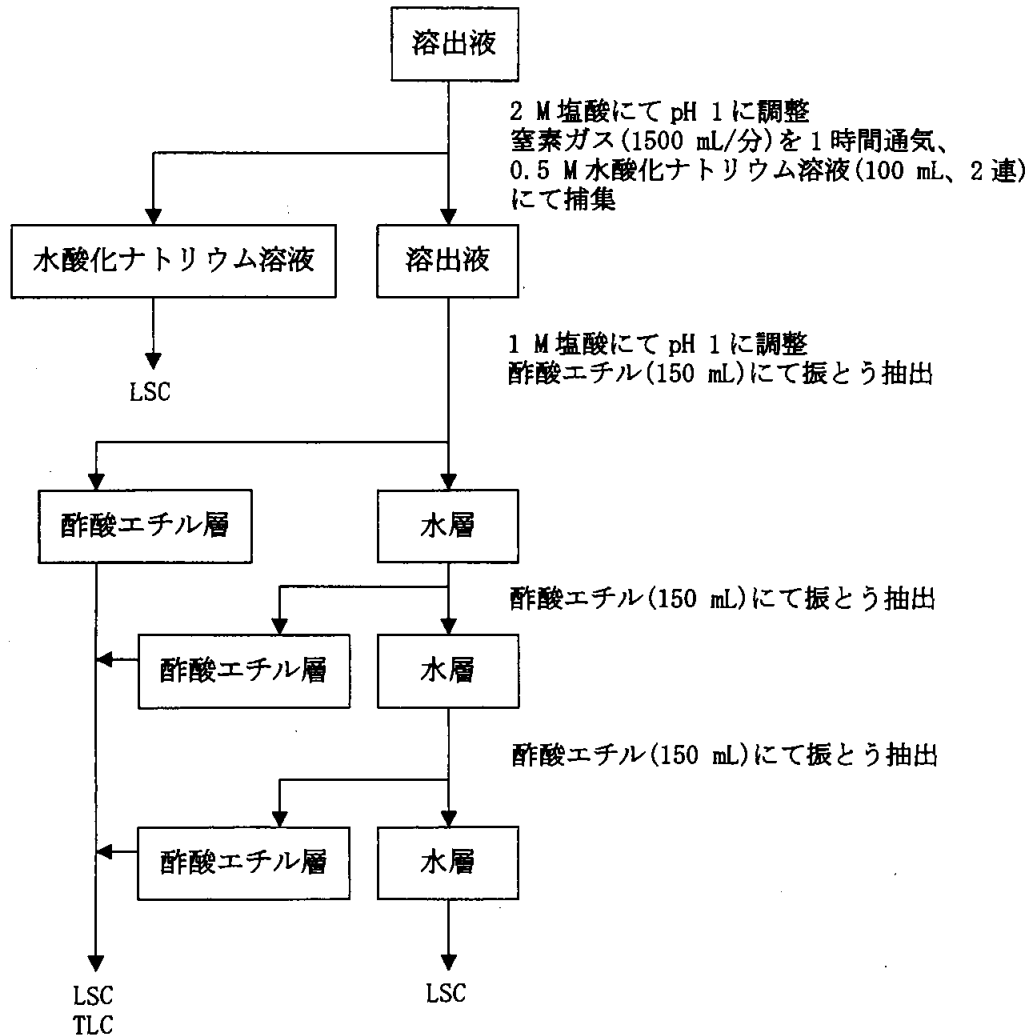 溶出液
2 M塩酸にて pH 1に調整
窒素ガス(1500 mL/分)を1時間通気、
0.5 M水酸化ナトリウム溶液(100 mL、2連)
にて捕集
水酸化ナトリウム溶液
溶出液
LSC
1 M塩酸にて pH 1に調整
酢酸エチル(150 mL)にて振とう抽出
酢酸エチル層
水層
酢酸エチル(150 mL)にて振とう抽出
酢酸エチル層
水層
酢酸エチル(150 mL)にて振とう抽出
酢酸エチル層
水層
LSC
TLC
LSC